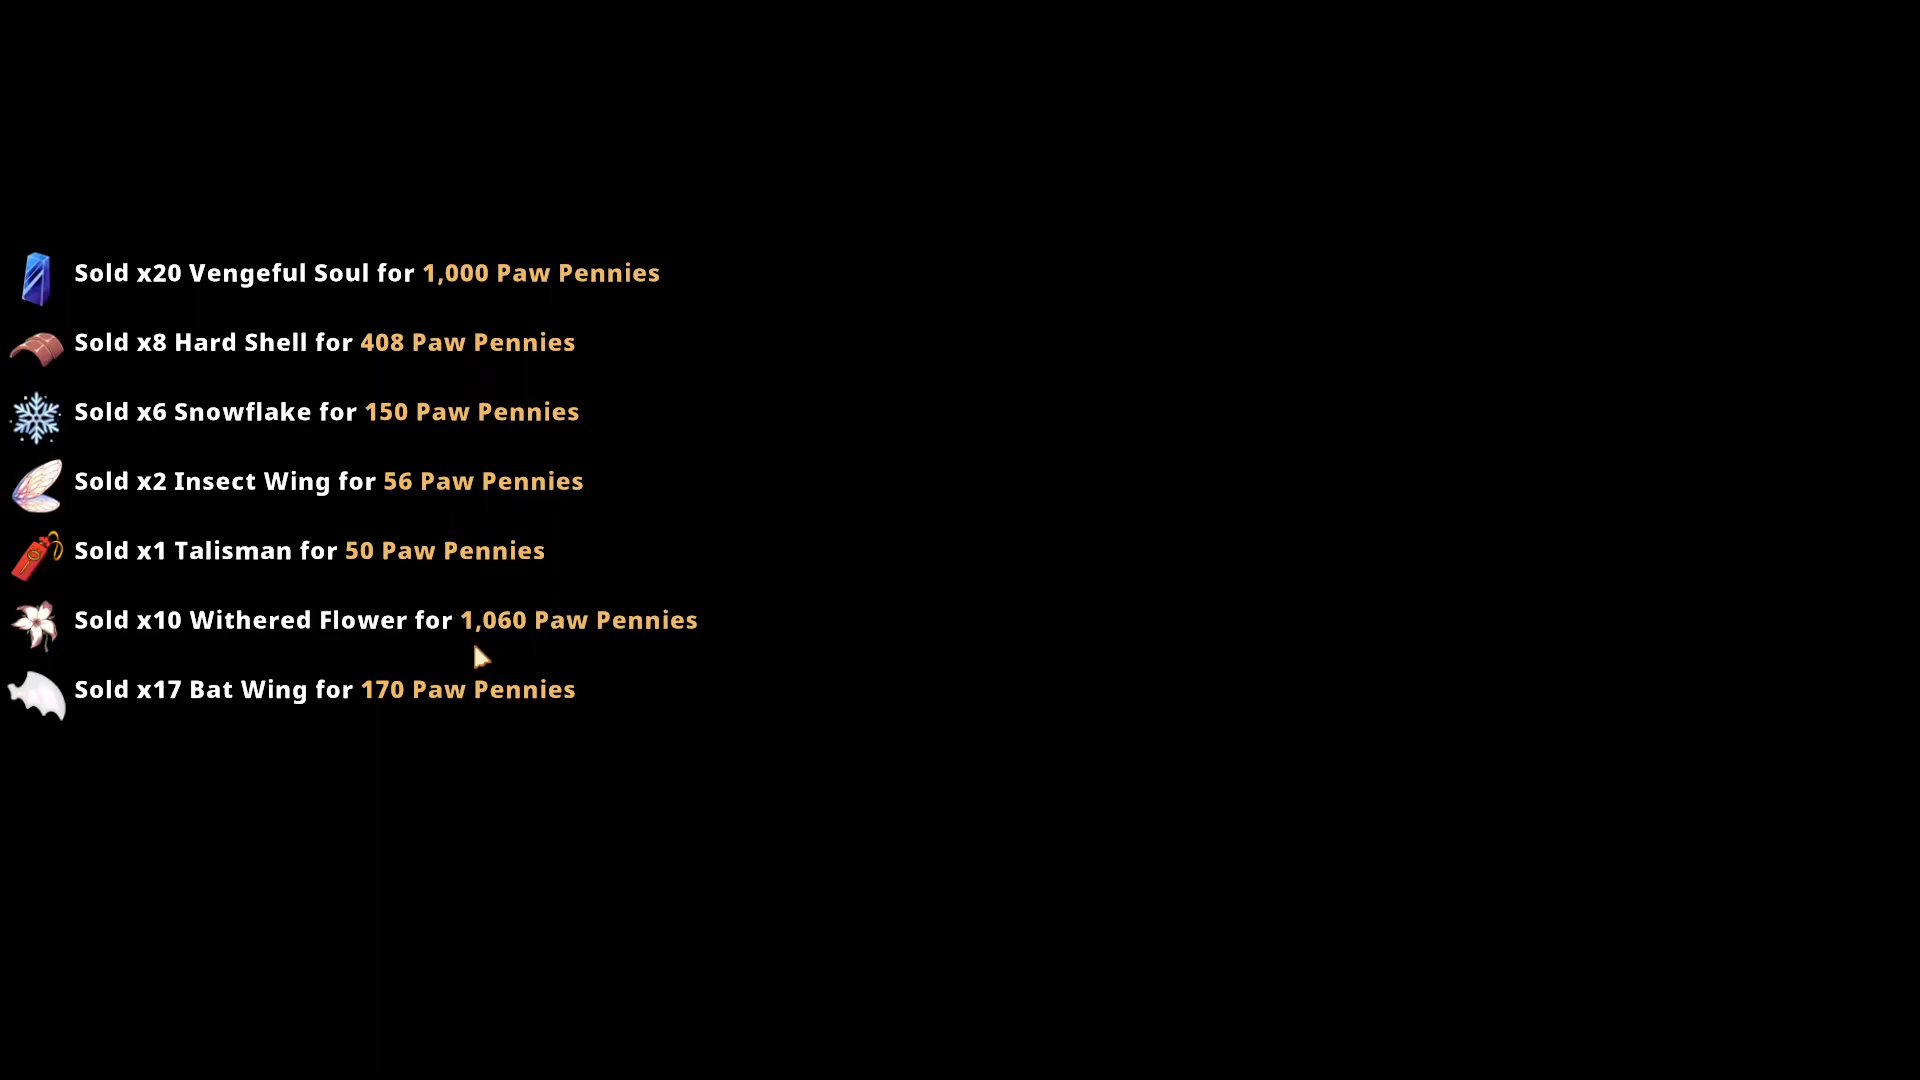 Sold x20 Vengeful Soul for 1,000 Paw Pennies
Sold x8 Hard Shell for 408 Paw Pennies
Sold x6 Snowflake for 150 Paw Pennies
Sold x2 Insect Wing for 56 Paw Pennies
Sold x1 Talisman for 50 Paw Pennies
Sold x10 Withered Flower for 1,060 Paw Pennies
Sold x17 Bat Wing for 170 Paw Pennies